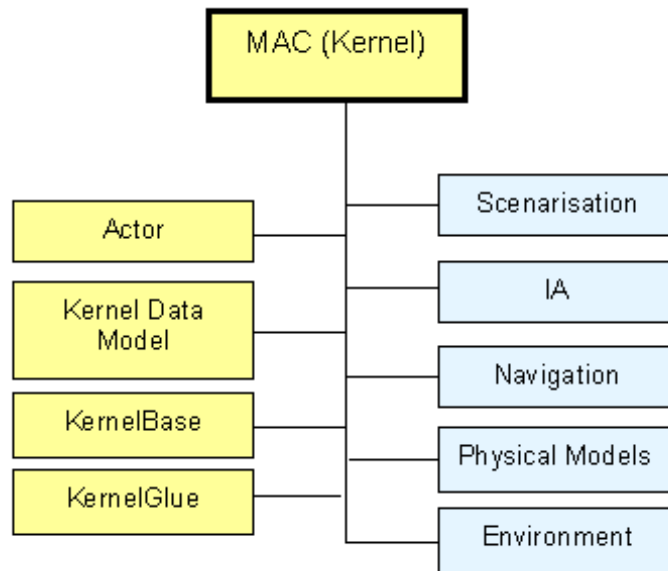 MAC (Kernel)
Actor
Kernel Data
Model
KernelBase
KernelGlue
Scenarisation
IA
Navigation
Physical Models
Environment